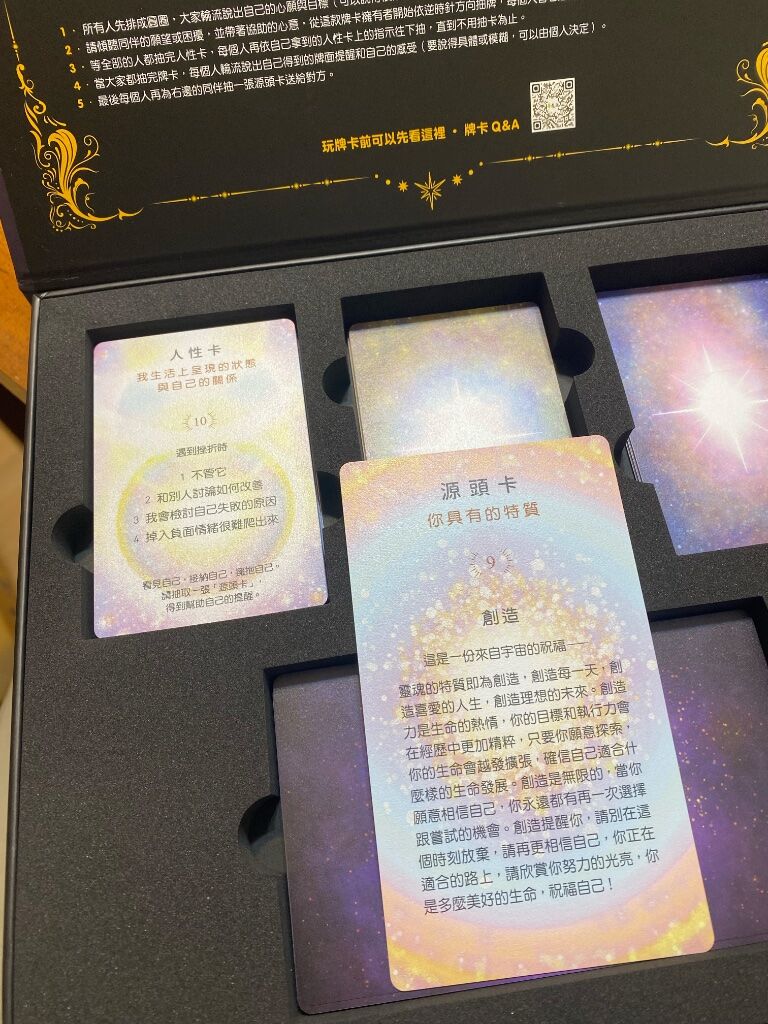 1· 所有人先排成圓圈，大家輪流說出自己的心願與目標
2· 請傾聽同伴的願望或困擾，並帶著協助的心意，從這款牌卡擁有者開始依逆時針方向抽牌，
3· 等全部的人都抽完人性卡，每個人再依自己拿到的人性卡上的指示往下抽，直到不用抽卡為止。
4· 當大家都抽完牌卡，每個人輪流說出自己得到的牌面提醒和自己的感受（要說得具體或模糊，可以由個人決定）。
5· 最後每個人再為右邊的同伴抽一張源頭卡送給對方。
玩牌卡前可以先看這裡 · 牌卡 Q&A
人性卡
我生活上呈現的狀態
與自己的關係
10
遇到挫折時
1 不管它
2 和別人討論如何改善
3 我會檢討自己失敗的原因
4 掉入負面情緒很難爬出來
看見自己，接納自己，擁抱自己。
請抽取一張「源頭卡」，
得到幫助自己的提醒。
源頭卡
你具有的特質
9
創造
這是一份來自宇宙的祝福——
靈魂的特質即為創造，創造每一天，創
造喜愛的人生，創造理想的未來。創造
力是生命的熱情，你的目標和執行力會
在經歷中更加精粹，只要你願意探索，
你的生命會越發擴張，確信自己適合什
麼樣的生命發展。創造是無限的，當你
願意相信自己，你永遠都有再一次選擇
跟嘗試的機會。創造提醒你，請別在這
個時刻放棄，請再更相信自己，你正在
適合的路上，請欣賞你努力的光亮，你
是多麼美好的生命，祝福自己！